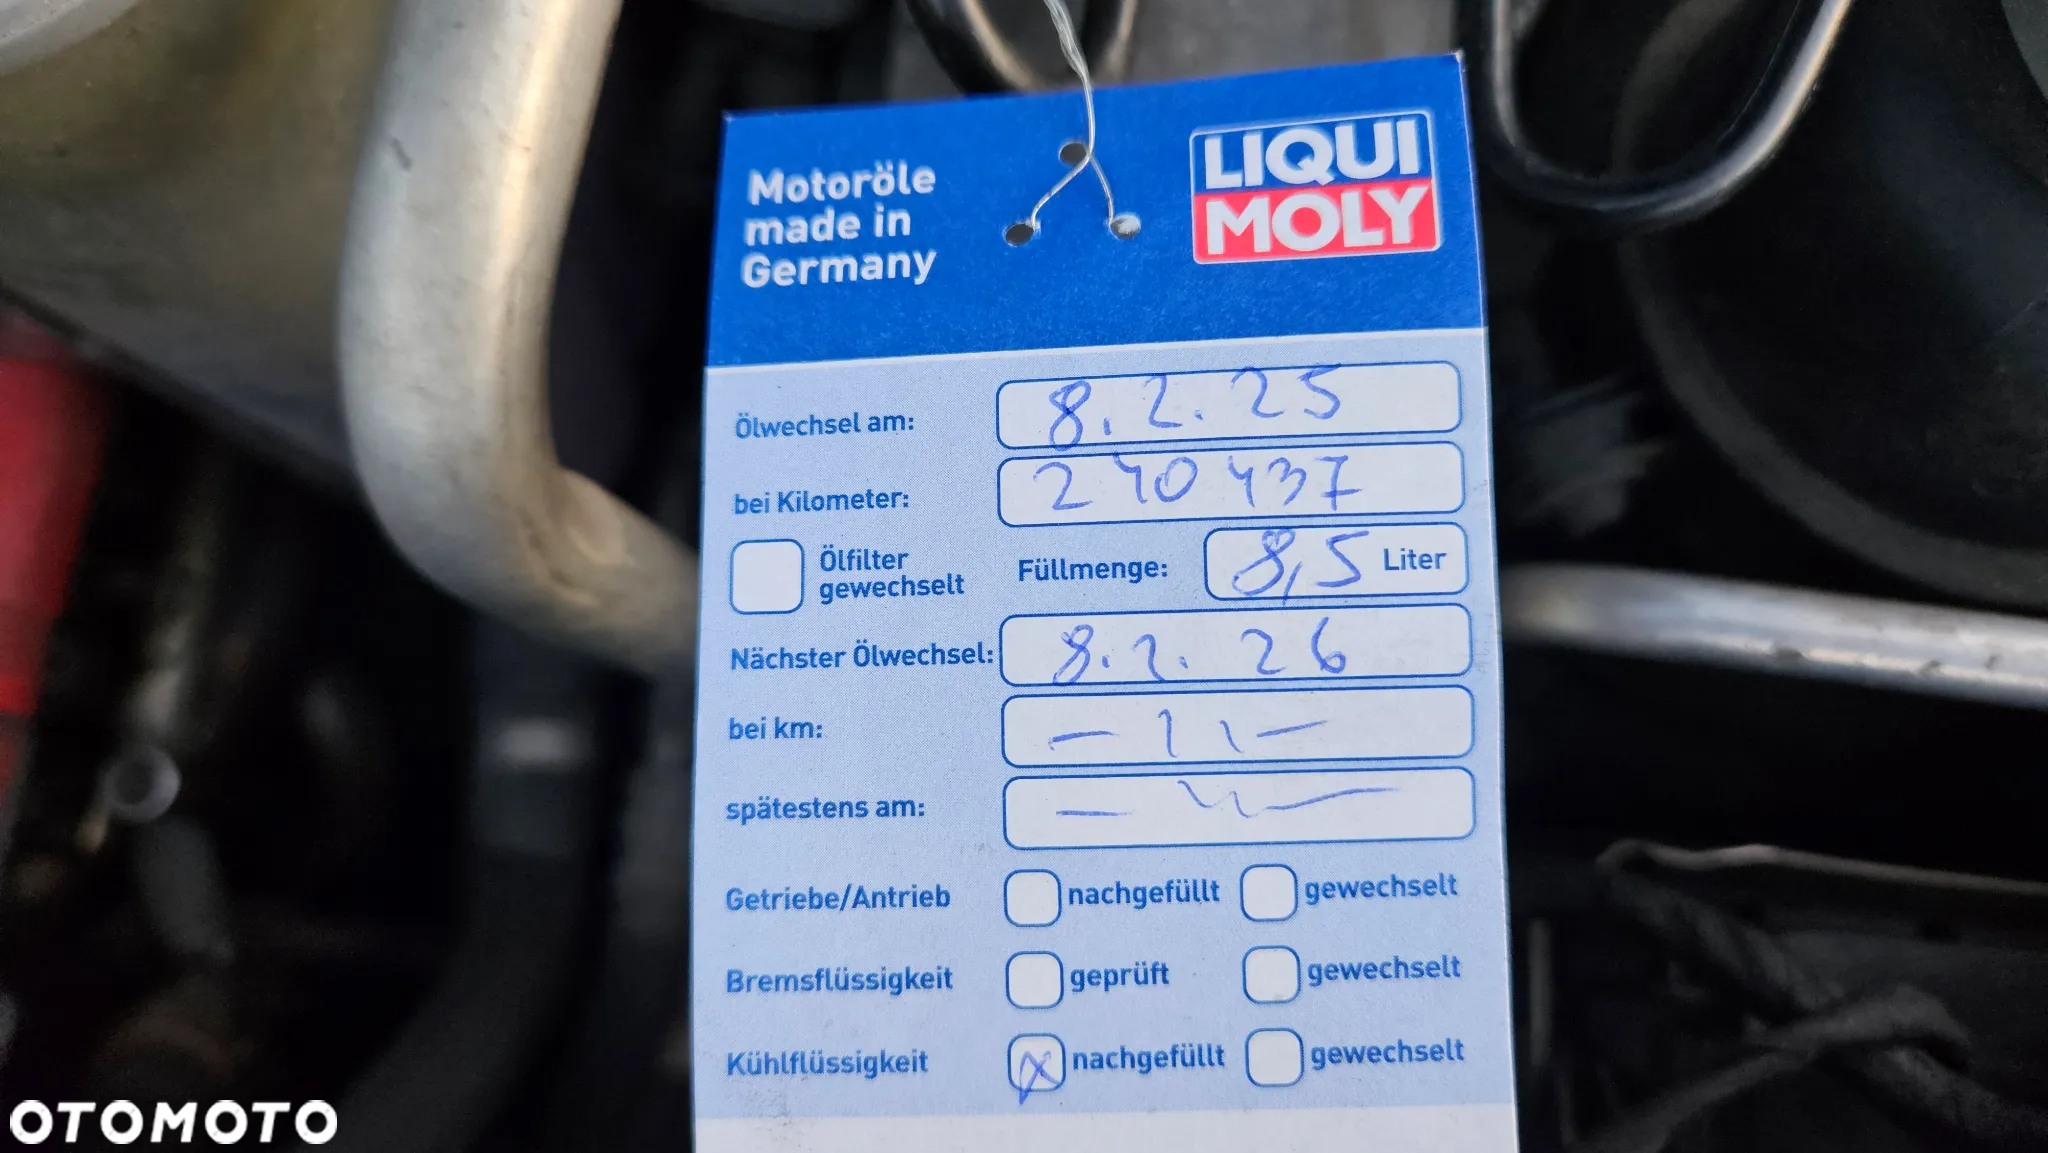 Motoröle
made in
Germany
LIQUI
MOLY
Ölwechsel am: 8.2.25
bei Kilometer: 240 437
Ölfilter
gewechselt
Füllmenge: 8,5 Liter
Nächster Ölwechsel: 8.2.26
bei km:
spätestens am:
Getriebe/Antrieb nachgefüllt gewechselt
Bremsflüssigkeit geprüft gewechselt
Kühlflüssigkeit x nachgefüllt gewechselt
OTOMOTO